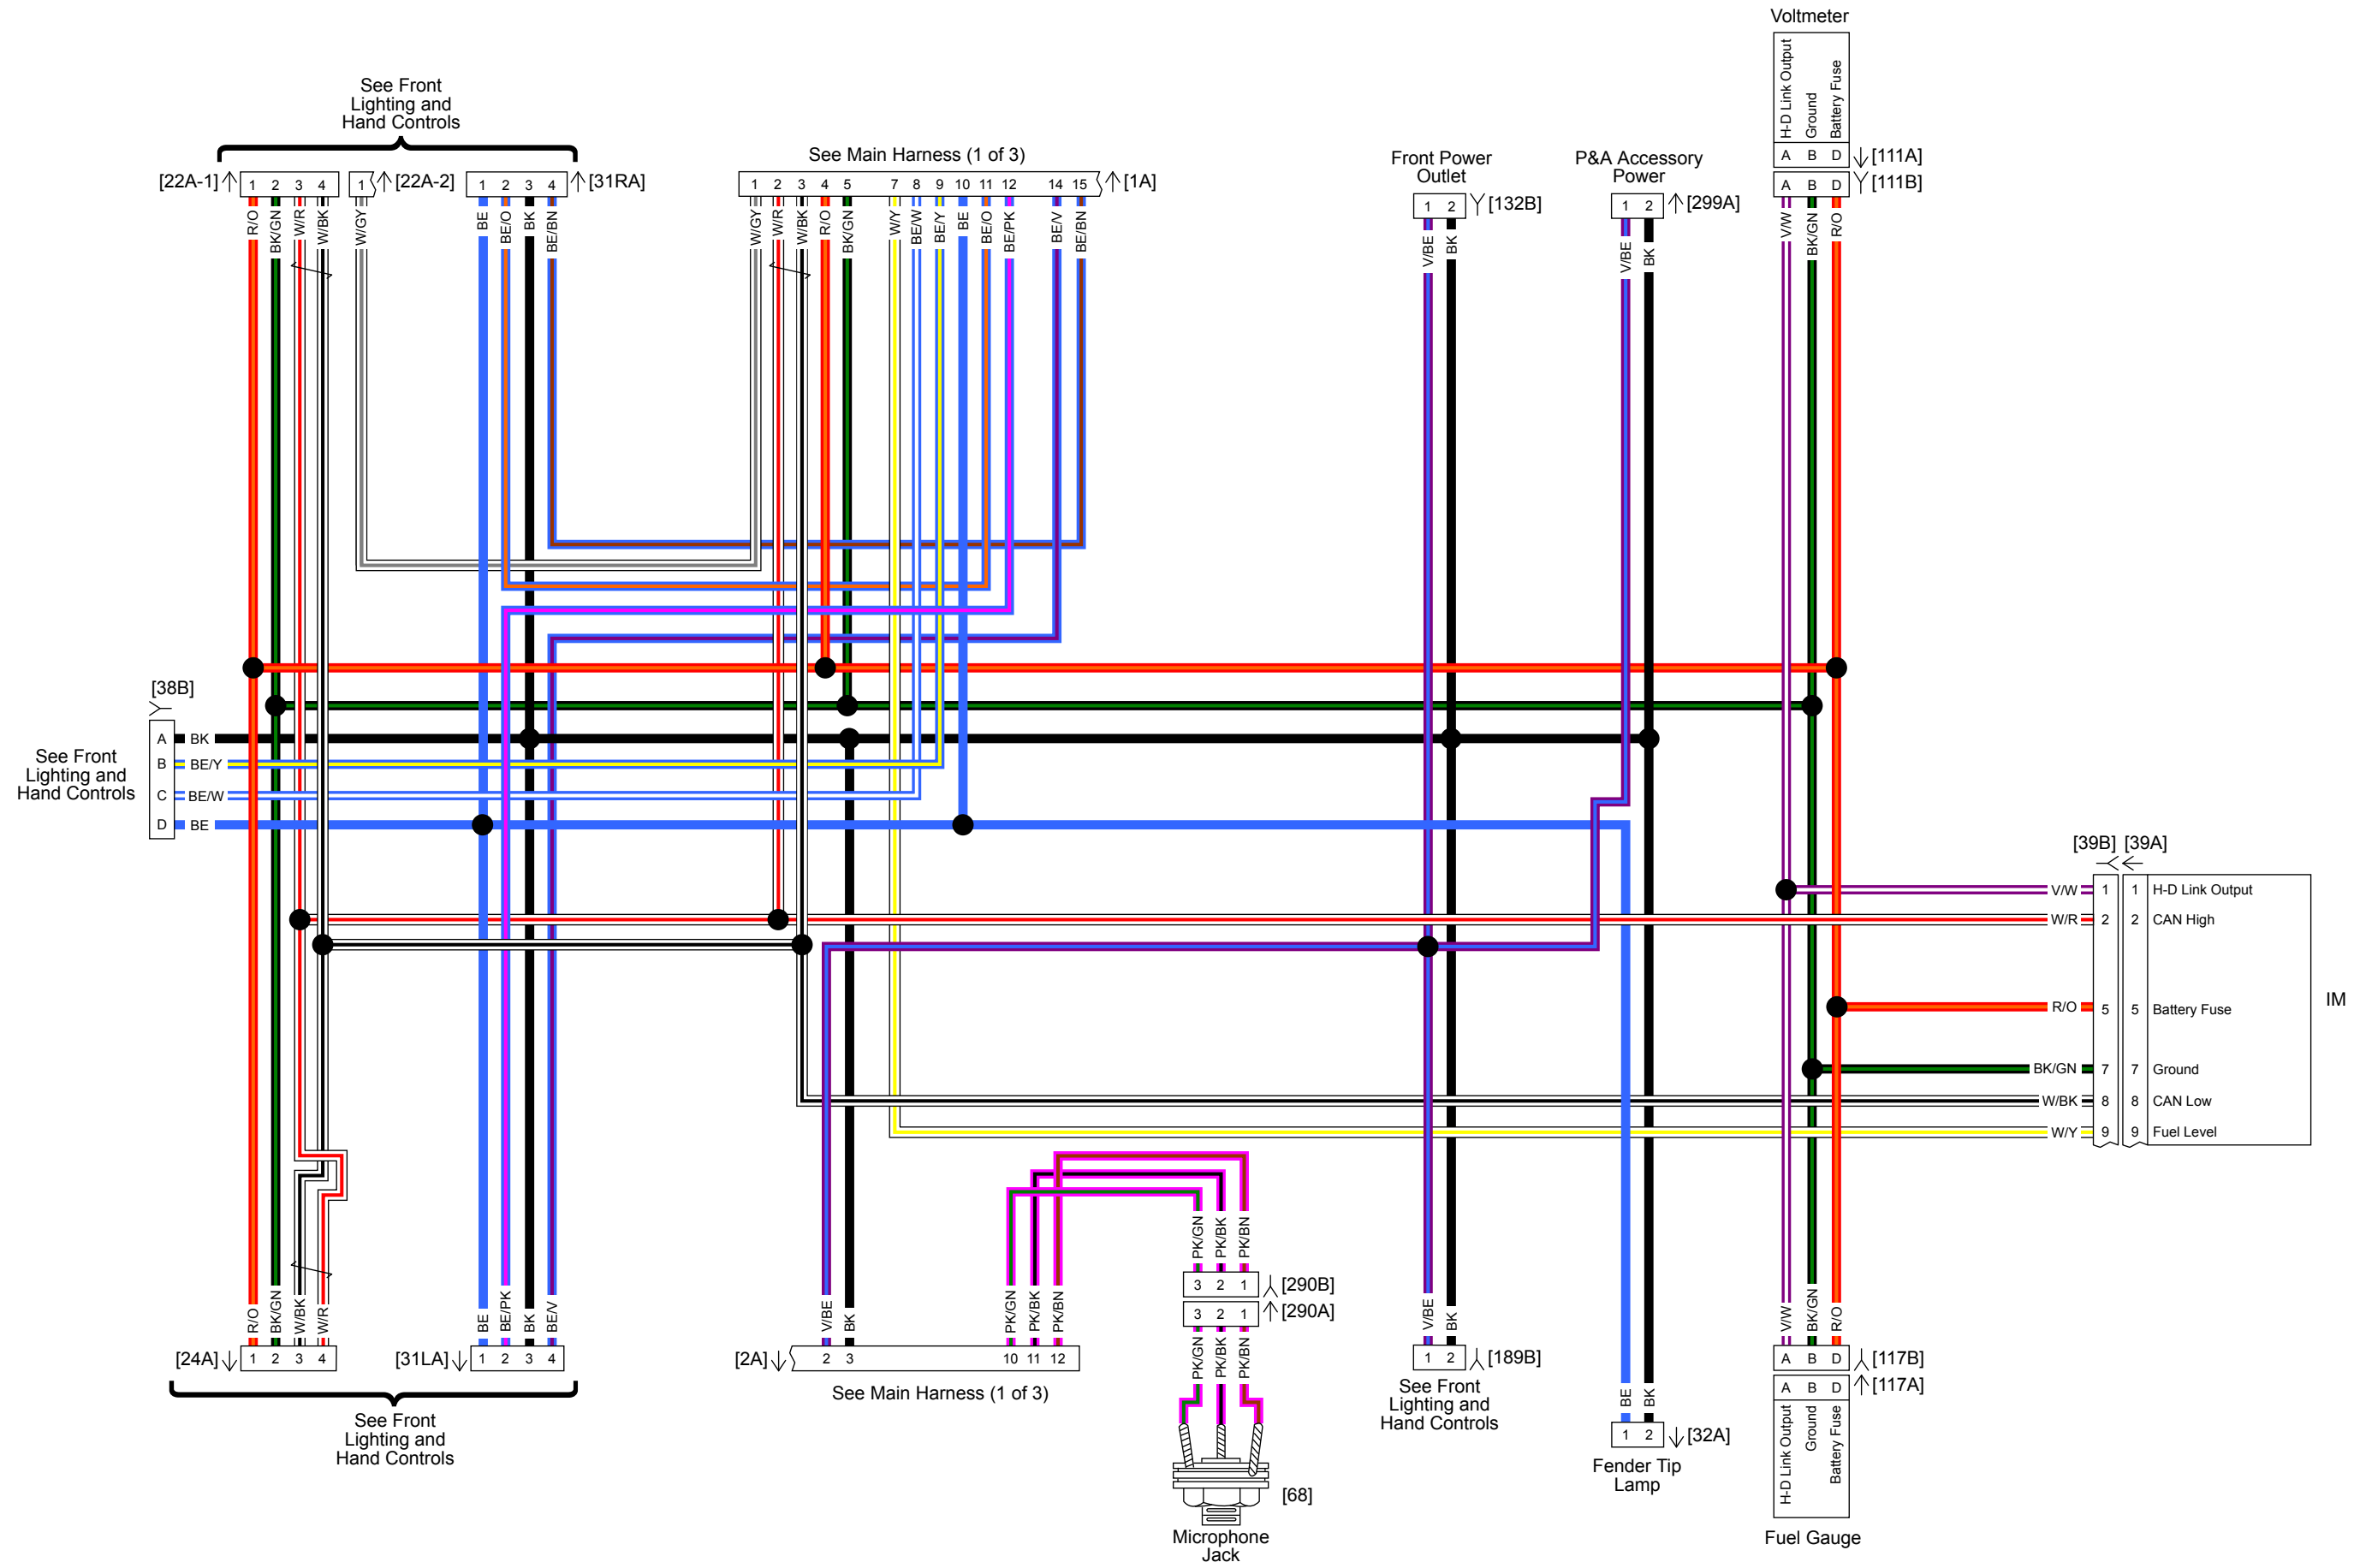 Voltmeter
H-D Link Output
Ground
Battery Fuse
A B D [111A]
A B D [111B]
V/W BK/GN R/O
See Front
Lighting and
Hand Controls
[22A-1] 1 2 3 4
R/O BK/GN W/R W/BK
1 [22A-2]
W/GY
1 2 3 4 [31RA]
BE BE/O BK BE/BN
See Main Harness (1 of 3)
1 2 3 4 5 7 8 9 10 11 12 14 15 [1A]
W/GY W/R W/BK R/O BK/GN W/Y BE/W BE/Y BE BE/O BE/PK BE/V BE/BN
Front Power
Outlet
1 2 [132B]
V/BE BK
P&A Accessory
Power
1 2 [299A]
V/BE BK
[38B]
See Front
Lighting and
Hand Controls
A BK
B BE/Y
C BE/W
D BE
[39B] [39A]
V/W 1 1 H-D Link Output
W/R 2 2 CAN High
R/O 5 5 Battery Fuse
BK/GN 7 7 Ground
W/BK 8 8 CAN Low
W/Y 9 9 Fuel Level
IM
R/O BK/GN W/BK W/R
[24A] 1 2 3 4
BE BE/PK BK BE/V
[31LA] 1 2 3 4
See Front
Lighting and
Hand Controls
V/BE BK PK/GN PK/BK PK/BN
[2A] 2 3 10 11 12
See Main Harness (1 of 3)
PK/GN PK/BK PK/BN
3 2 1 [290B]
3 2 1 [290A]
PK/GN PK/BK PK/BN
[68]
Microphone
Jack
V/BE BK
1 2 [189B]
See Front
Lighting and
Hand Controls
BE BK
1 2 [32A]
Fender Tip
Lamp
V/W BK/GN R/O
A B D [117B]
A B D [117A]
H-D Link Output
Ground
Battery Fuse
Fuel Gauge